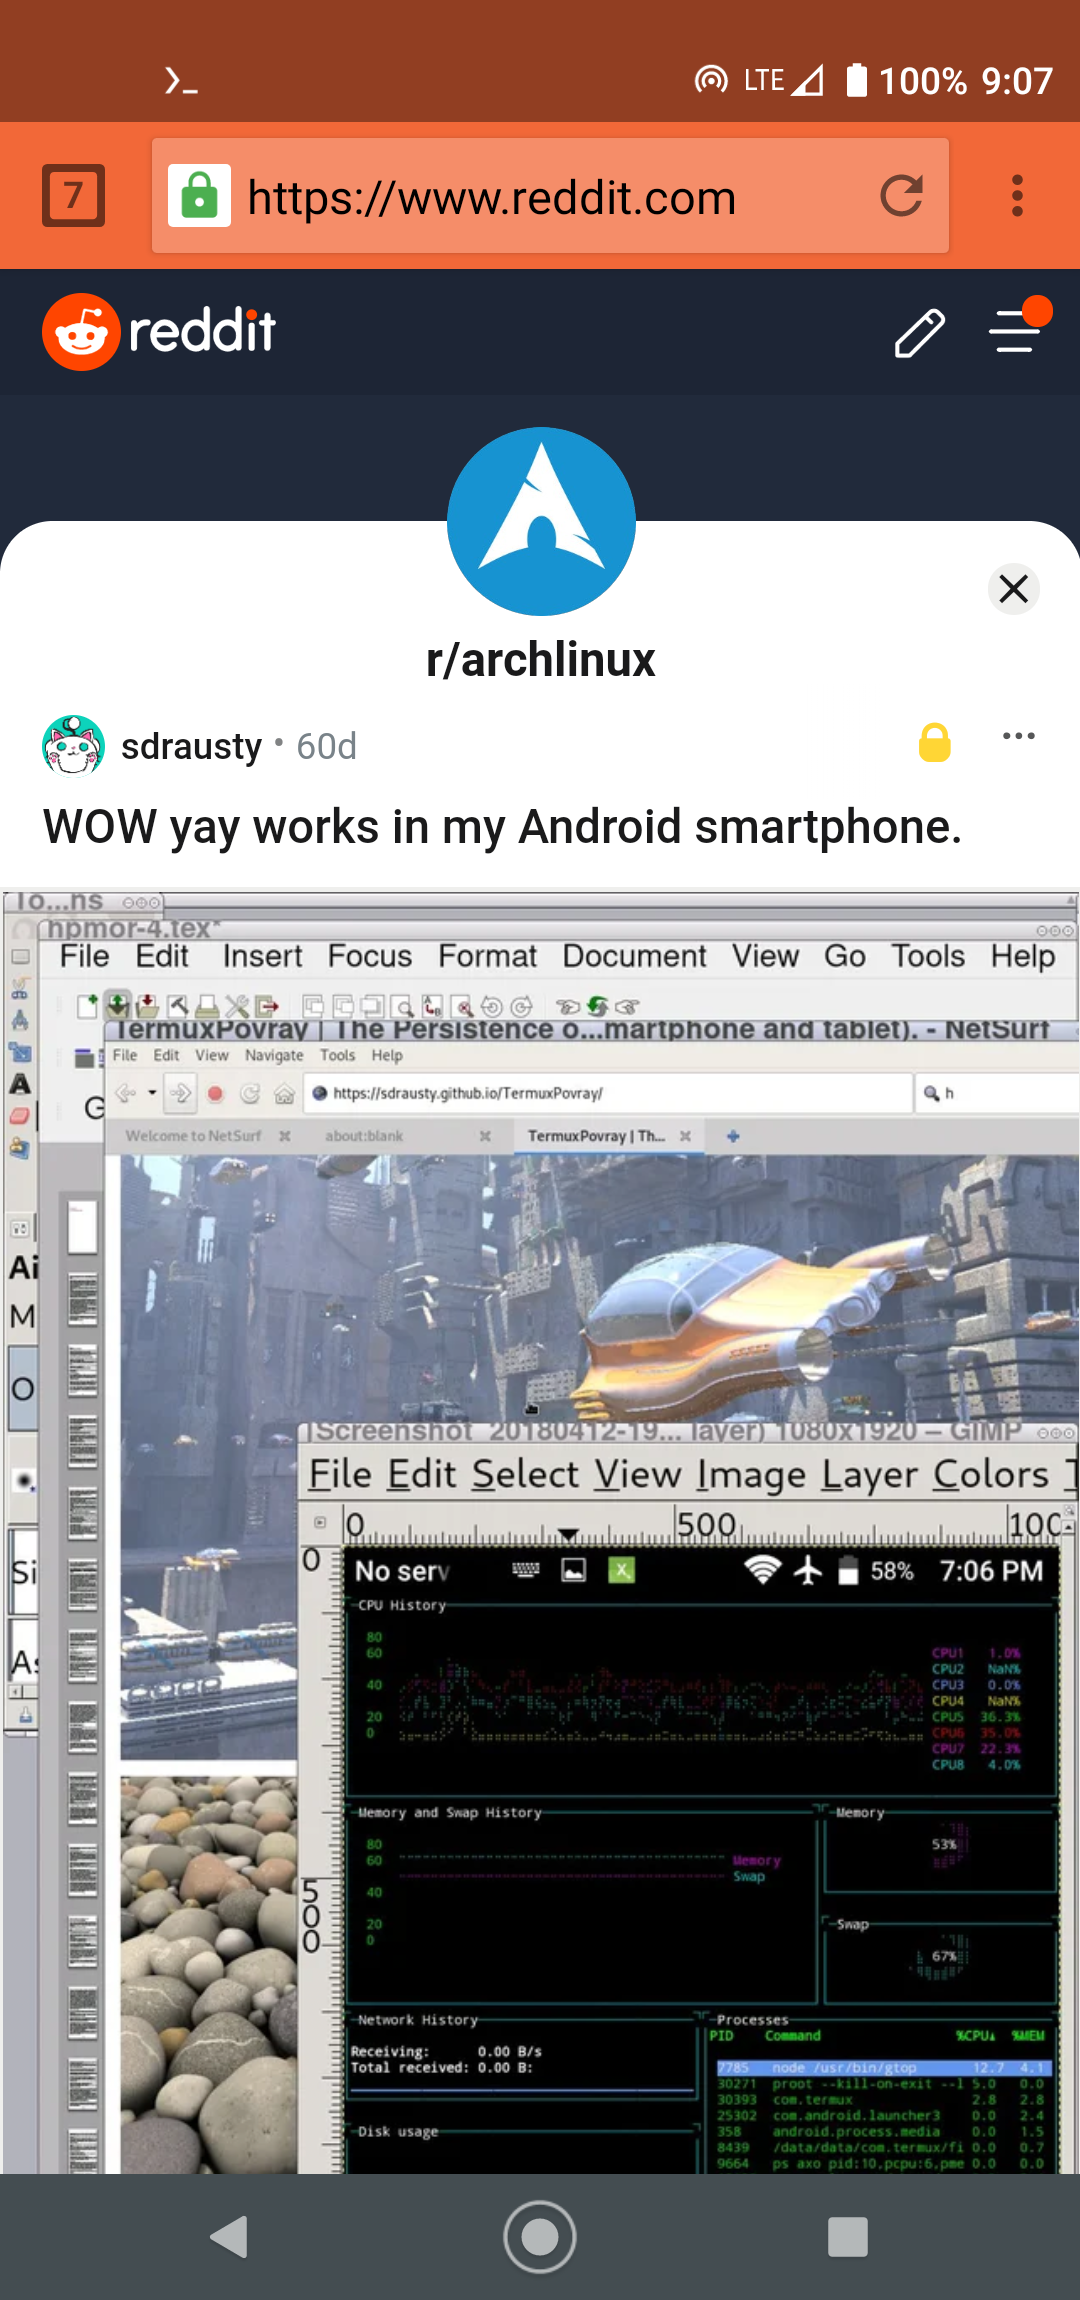 LTE 100% 9:07
7 https://www.reddit.com
reddit
r/archlinux
sdrausty • 60d
WOW yay works in my Android smartphone.
To...ns
hpmor-4.tex*
File Edit Insert Focus Format Document View Go Tools Help
TermuxPovray | The Persistence o...martphone and tablet). - NetSurf
File Edit View Navigate Tools Help
G
https://sdrausty.github.io/TermuxPovray/ h
Welcome to NetSurf about:blank TermuxPovray | Th...
Ai
M
O
Si
A
[Screenshot_20180412-19... layer) 1080x1920 – GIMP
File Edit Select View Image Layer Colors T
0 500 100
0
500
No serv 58% 7:06 PM
CPU History
80
60
40
20
0
CPU1 1.0%
CPU2 NaN%
CPU3 0.0%
CPU4 NaN%
CPU5 36.3%
CPU6 35.0%
CPU7 22.3%
CPU8 4.0%
Memory and Swap History
80
60
40
20
0
Memory
Swap
Memory
53%
Swap
67%
Network History
Receiving: 0.00 B/s
Total received: 0.00 B:
Disk usage
Processes
PID Command %CPU▲ %MEM
7785 node /usr/bin/gtop 12.7 4.1
30271 proot --kill-on-exit --l 5.0 0.0
30393 com.termux 2.8 2.8
25302 com.android.launcher3 0.0 2.4
358 android.process.media 0.0 1.5
8439 /data/data/com.termux/fi 0.0 0.7
9664 ps axo pid:10,pcpu:6,pme 0.0 0.0